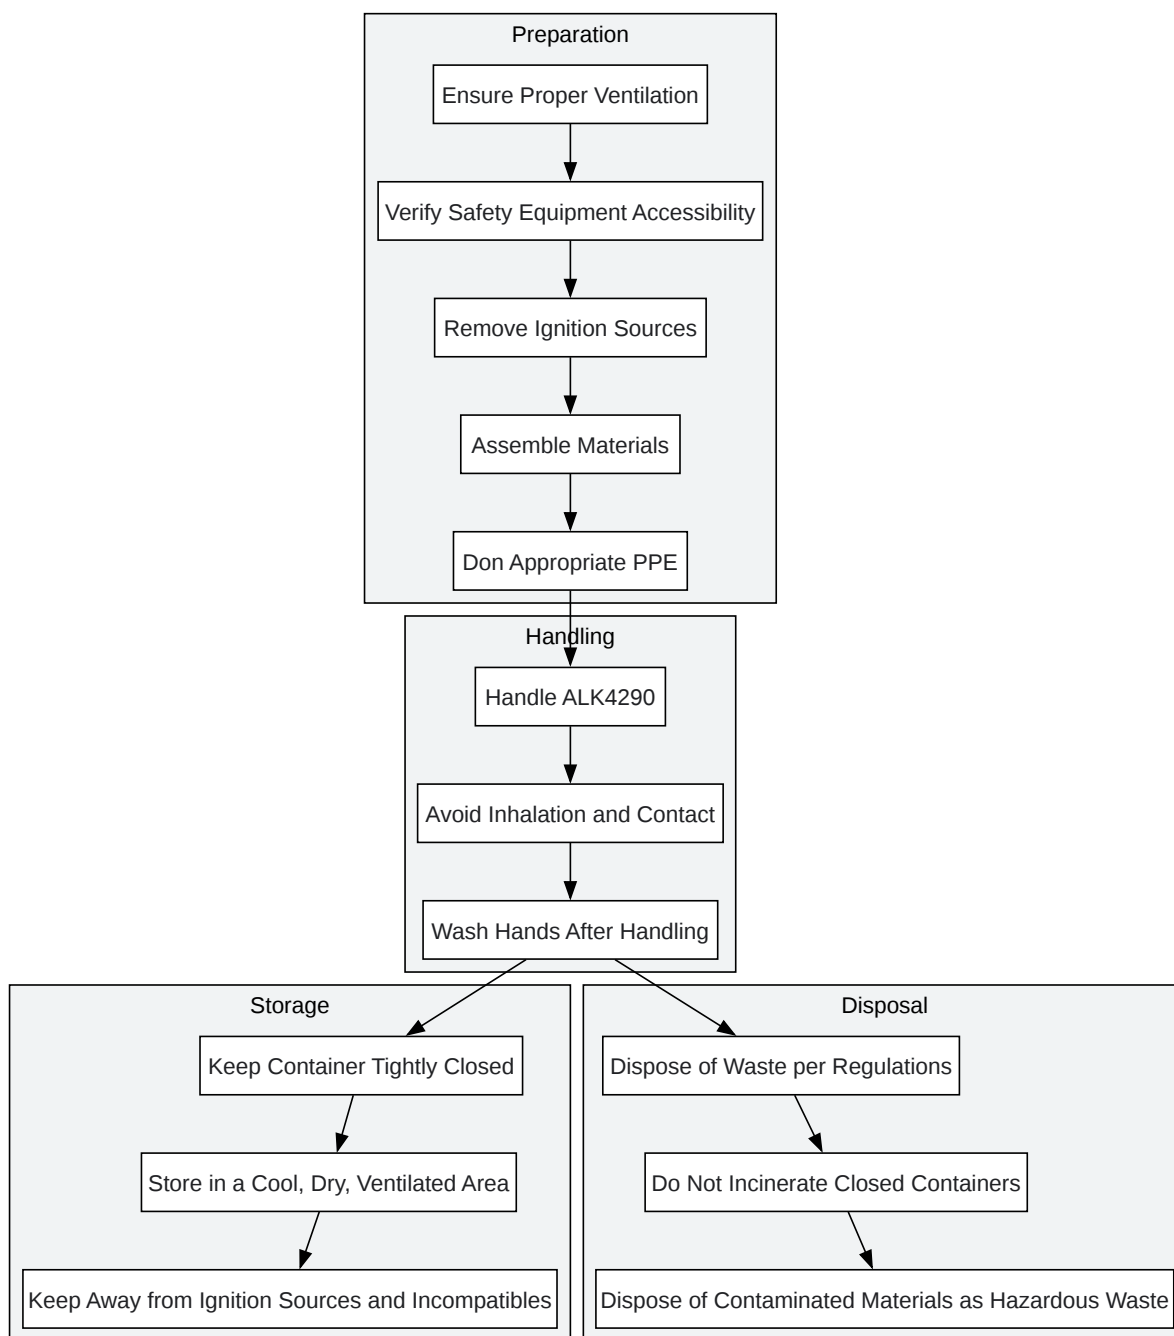 Preparation
Ensure Proper Ventilation
Verify Safety Equipment Accessibility
Remove Ignition Sources
Assemble Materials
Don Appropriate PPE
Handling
Handle ALK4290
Avoid Inhalation and Contact
Wash Hands After Handling
Storage
Keep Container Tightly Closed
Store in a Cool, Dry, Ventilated Area
Keep Away from Ignition Sources and Incompatibles
Disposal
Dispose of Waste per Regulations
Do Not Incinerate Closed Containers
Dispose of Contaminated Materials as Hazardous Waste